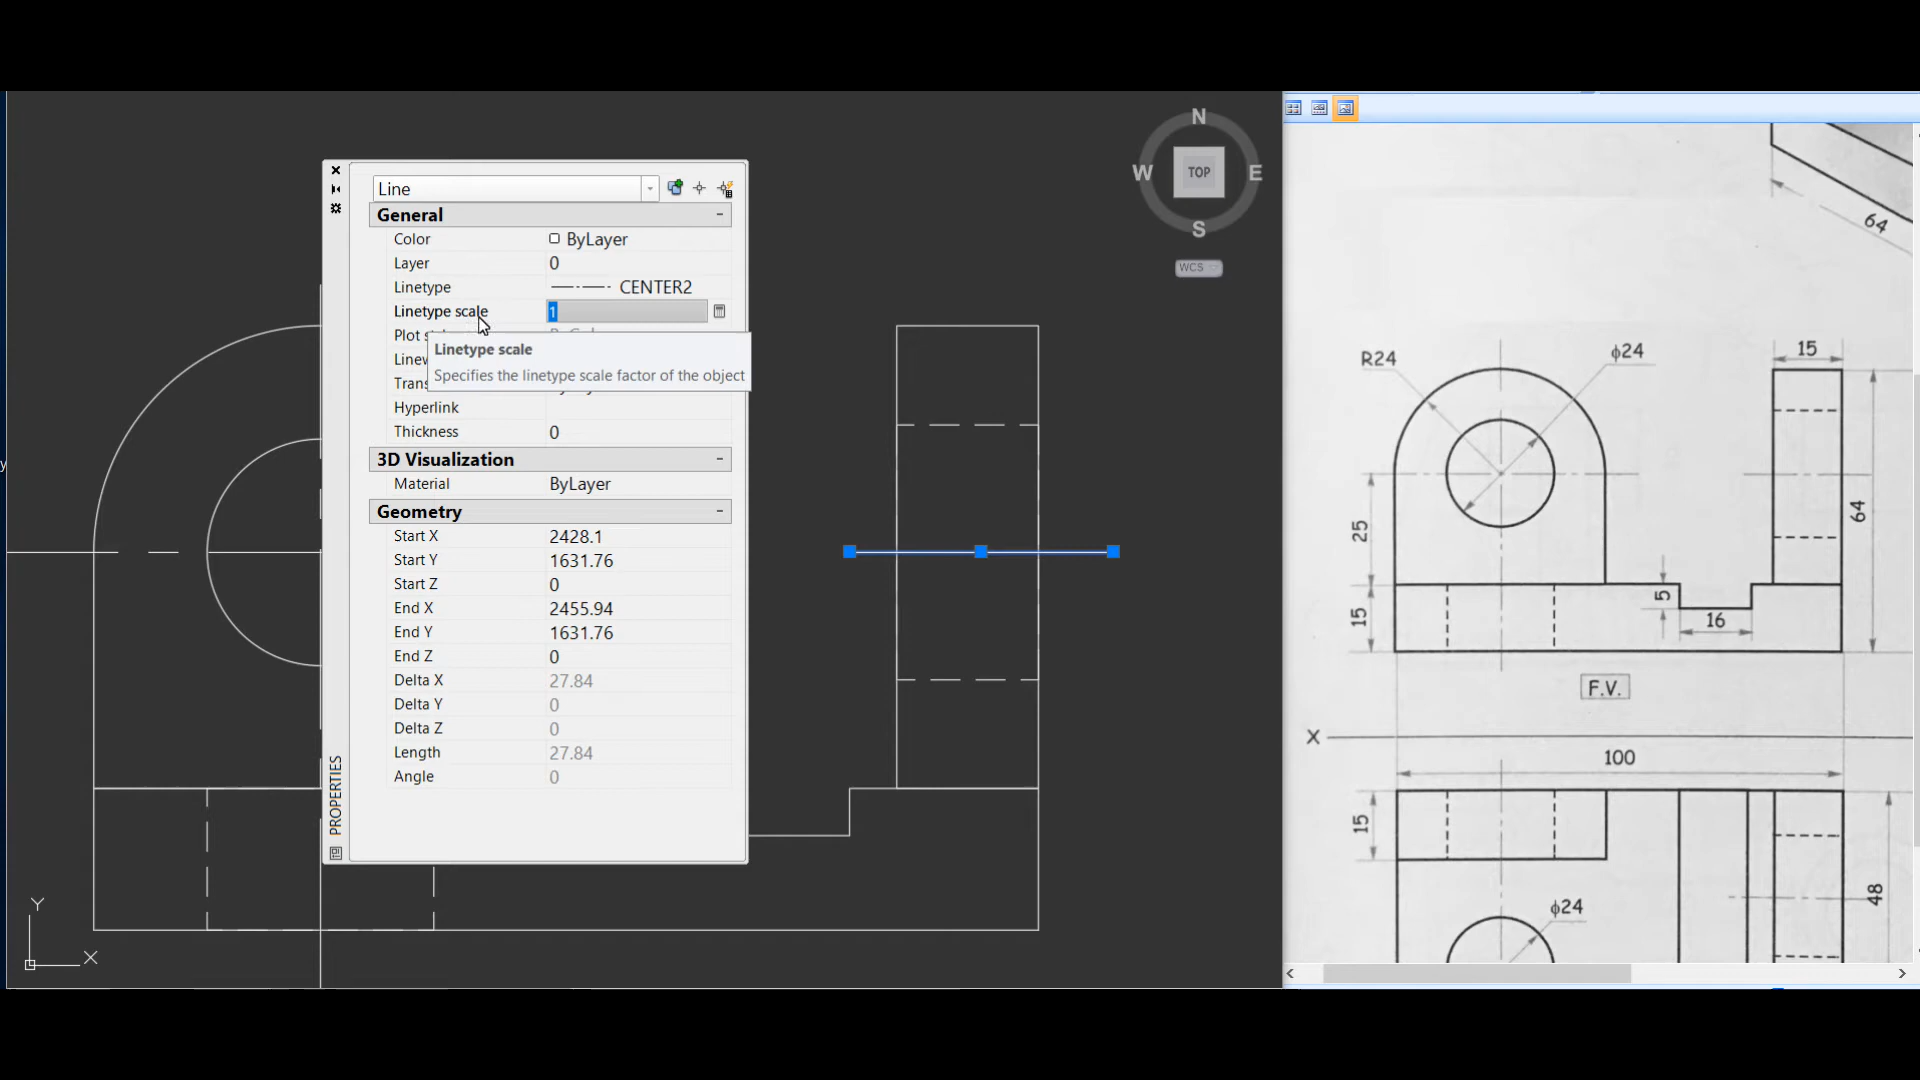 N
W
TOP
E
S
WCS
Line
General
Color ByLayer
Layer 0
Linetype CENTER2
Linetype scale 1
Plot
Linetype scale
Specifies the linetype scale factor of the object
Hyperlink
Thickness 0
3D Visualization
Material ByLayer
Geometry
Start X 2428.1
Start Y 1631.76
Start Z 0
End X 2455.94
End Y 1631.76
End Z 0
Delta X 27.84
Delta Y 0
Delta Z 0
Length 27.84
Angle 0
PROPERTIES
Y
X
y
64
R24
ϕ24
15
25
64
5
16
15
F.V.
X
100
15
ϕ24
48